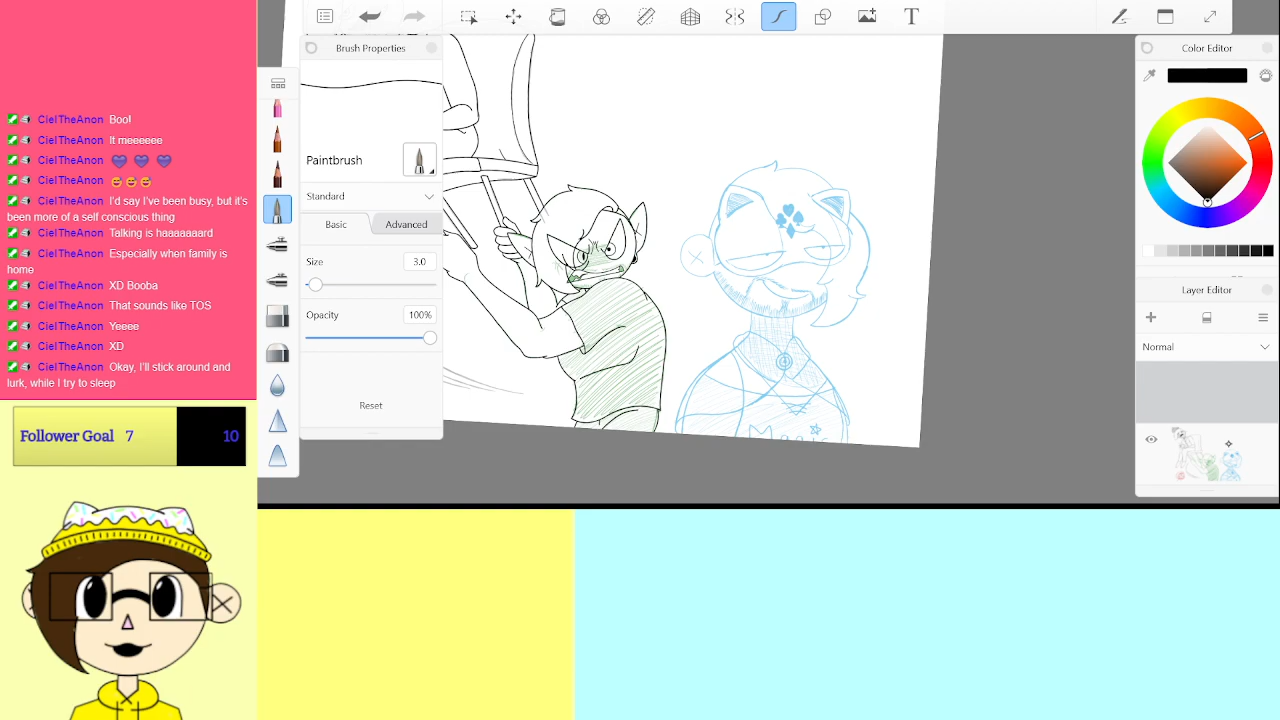 CielTheAnon Boo!
CielTheAnon It meeeeee
CielTheAnon
CielTheAnon
CielTheAnon I'd say I've been busy, but it's
been more of a self conscious thing
CielTheAnon Talking is haaaaaaard
CielTheAnon Especially when family is
home
CielTheAnon XD Booba
CielTheAnon That sounds like TOS
CielTheAnon Yeeee
CielTheAnon XD
CielTheAnon Okay, I'll stick around and
lurk, while I try to sleep
Follower Goal 7 10
T
Brush Properties
Paintbrush
Standard
Basic Advanced
Size 3.0
Opacity 100%
Reset
Color Editor
Layer Editor
Normal